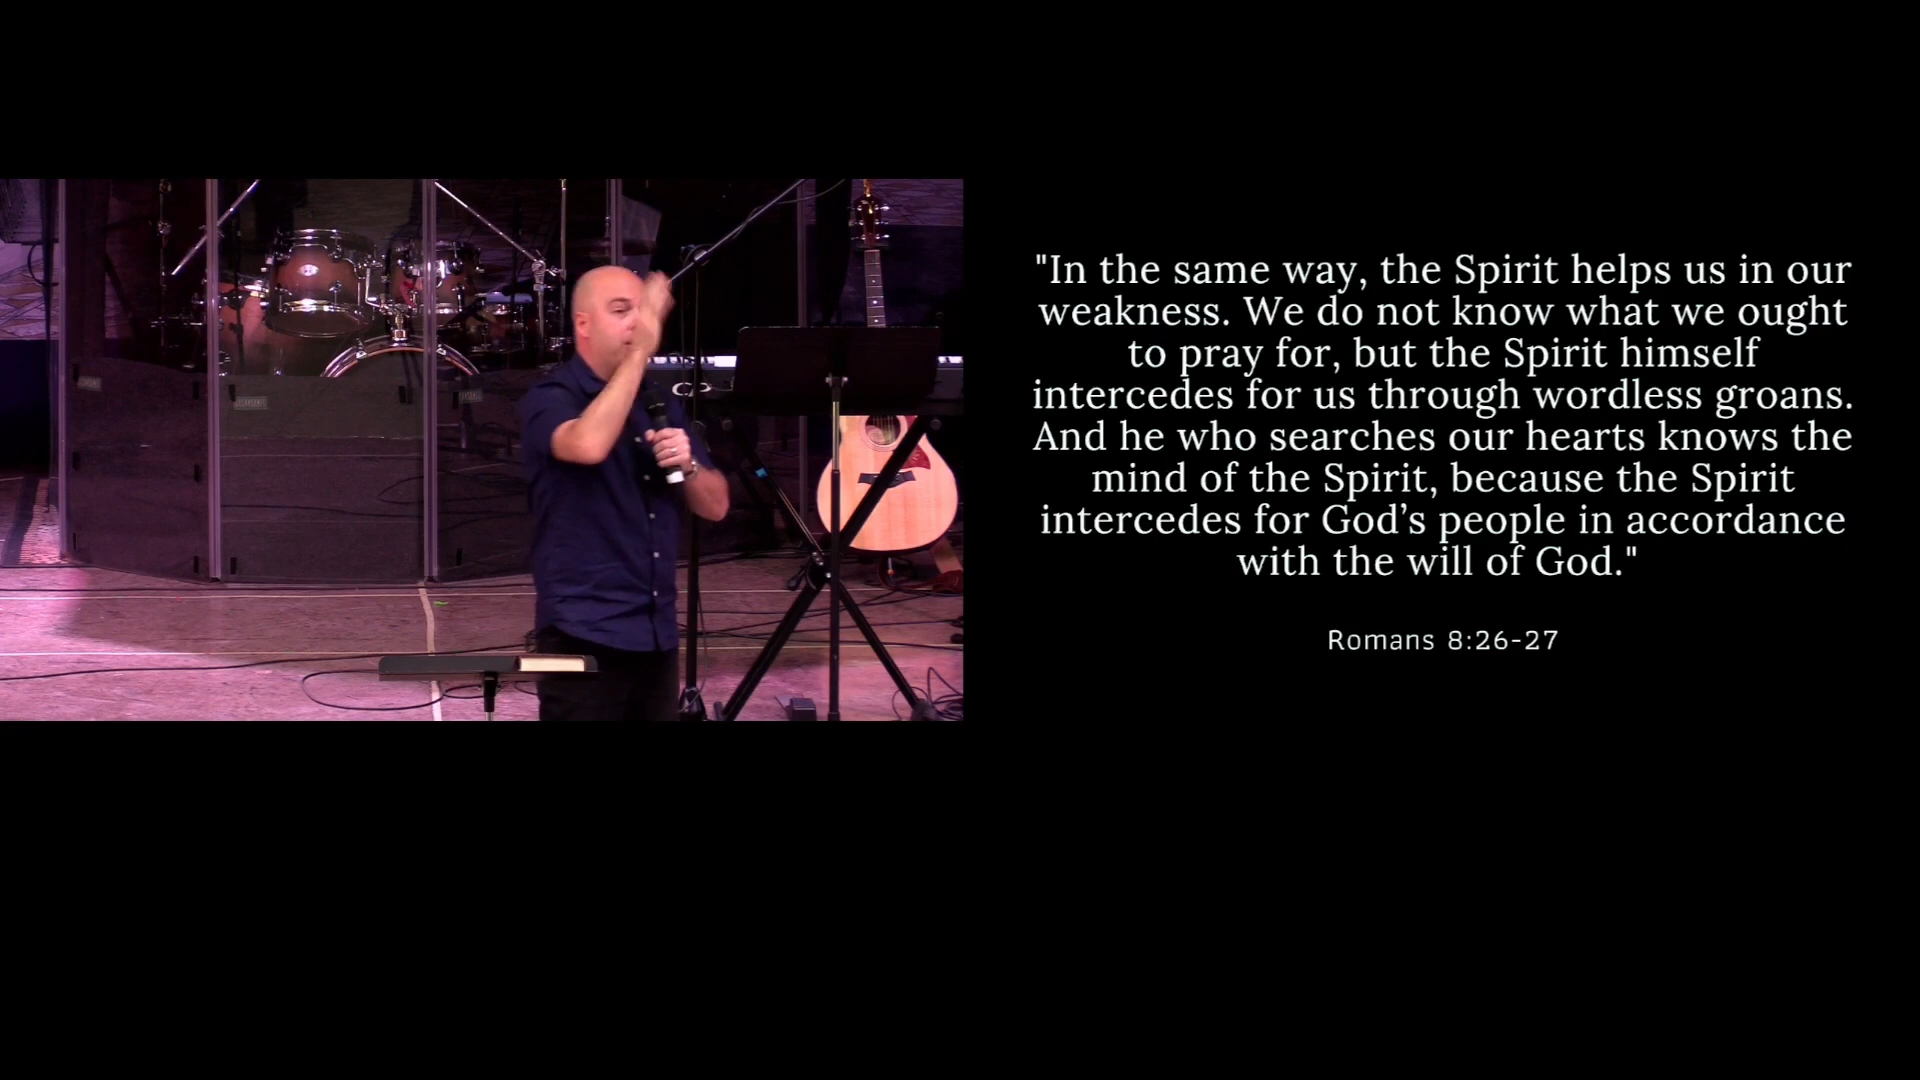 "In the same way, the Spirit helps us in our
weakness. We do not know what we ought
to pray for, but the Spirit himself
intercedes for us through wordless groans.
And he who searches our hearts knows the
mind of the Spirit, because the Spirit
intercedes for God’s people in accordance
with the will of God."
Romans 8:26-27